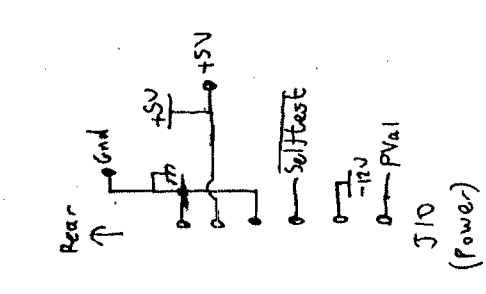 Rear
Gnd
+5V
+5V
Selftest
-12V
PVal
J10
(Power)